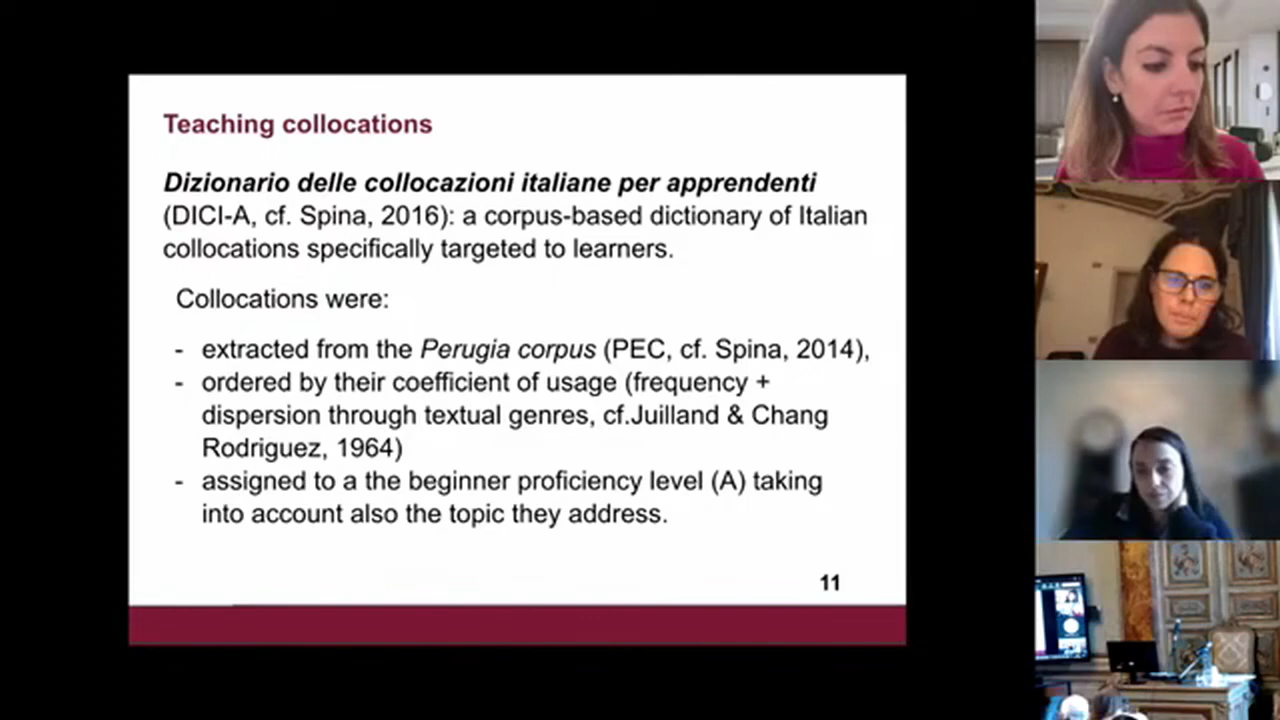 Teaching collocations
Dizionario delle collocazioni italiane per apprendenti
(DICI-A, cf. Spina, 2016): a corpus-based dictionary of Italian
collocations specifically targeted to learners.
Collocations were:
- extracted from the Perugia corpus (PEC, cf. Spina, 2014),
- ordered by their coefficient of usage (frequency +
dispersion through textual genres, cf.Juilland & Chang
Rodriguez, 1964)
- assigned to a the beginner proficiency level (A) taking
into account also the topic they address.
11